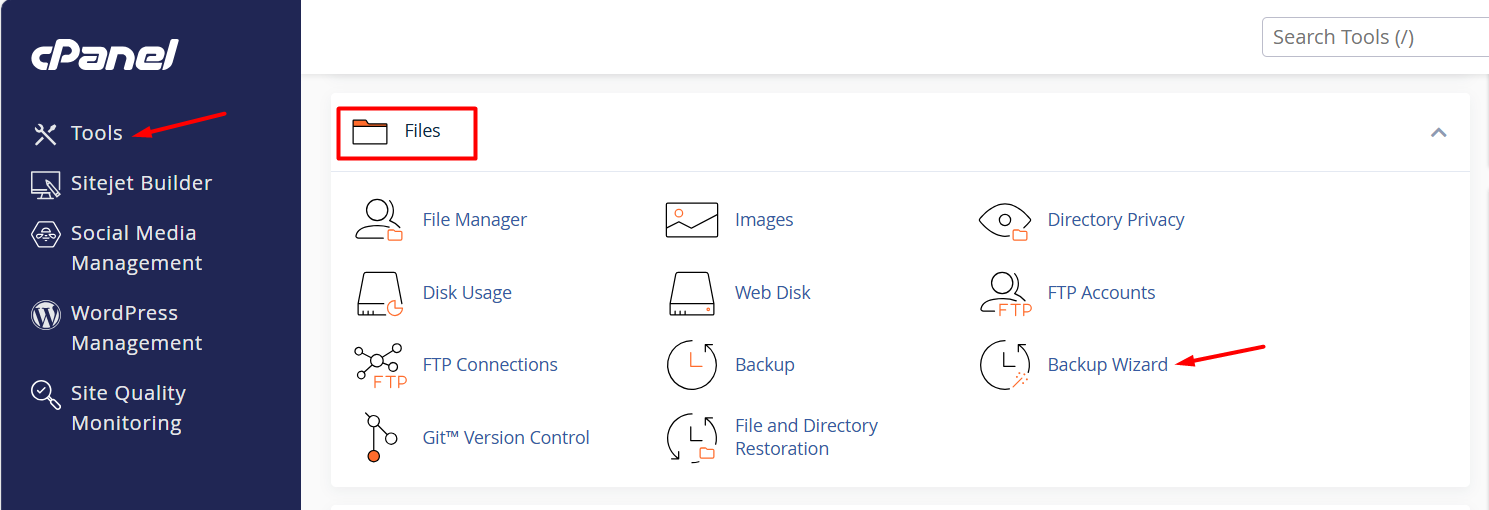 cPanel
Search Tools (/)
Tools
Sitejet Builder
Social Media
Management
WordPress
Management
Site Quality
Monitoring
Files
File Manager
Images
Directory Privacy
Disk Usage
Web Disk
FTP Accounts
FTP
FTP Connections
FTP
Backup
Backup Wizard
Git™ Version Control
File and Directory
Restoration